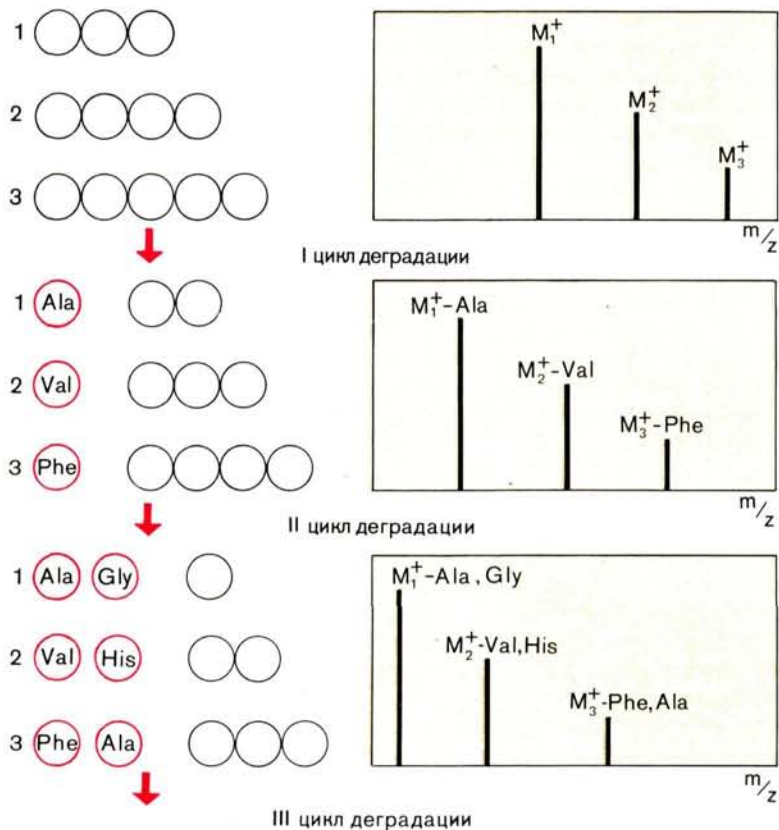 1
M₁⁺
2
M₂⁺
3
M₃⁺
m/z
I цикл деградации
1 Ala
M₁⁺-Ala
2 Val
M₂⁺-Val
3 Phe
M₃⁺-Phe
m/z
II цикл деградации
1 Ala Gly
M₁⁺-Ala, Gly
2 Val His
M₂⁺-Val, His
3 Phe Ala
M₃⁺-Phe, Ala
m/z
III цикл деградации